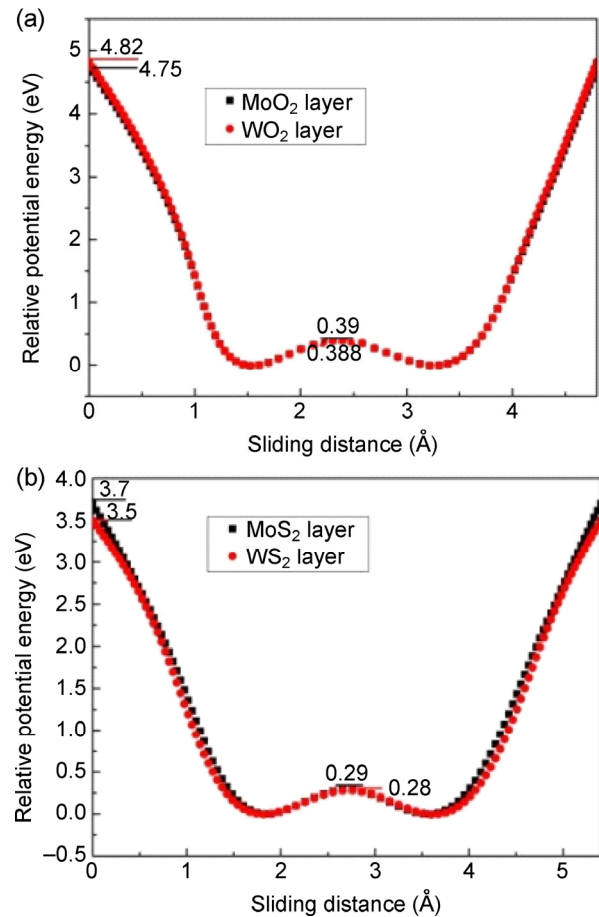 (a)
5
4
3
2
1
0
Relative potential energy (eV)
4.82
4.75
MoO₂ layer
WO₂ layer
0.39
0.388
0 1 2 3 4
Sliding distance (Å)
(b)
4.0
3.5
3.0
2.5
2.0
1.5
1.0
0.5
0.0
–0.5
Relative potential energy (eV)
3.7
3.5
MoS₂ layer
WS₂ layer
0.29
0.28
0 1 2 3 4 5
Sliding distance (Å)